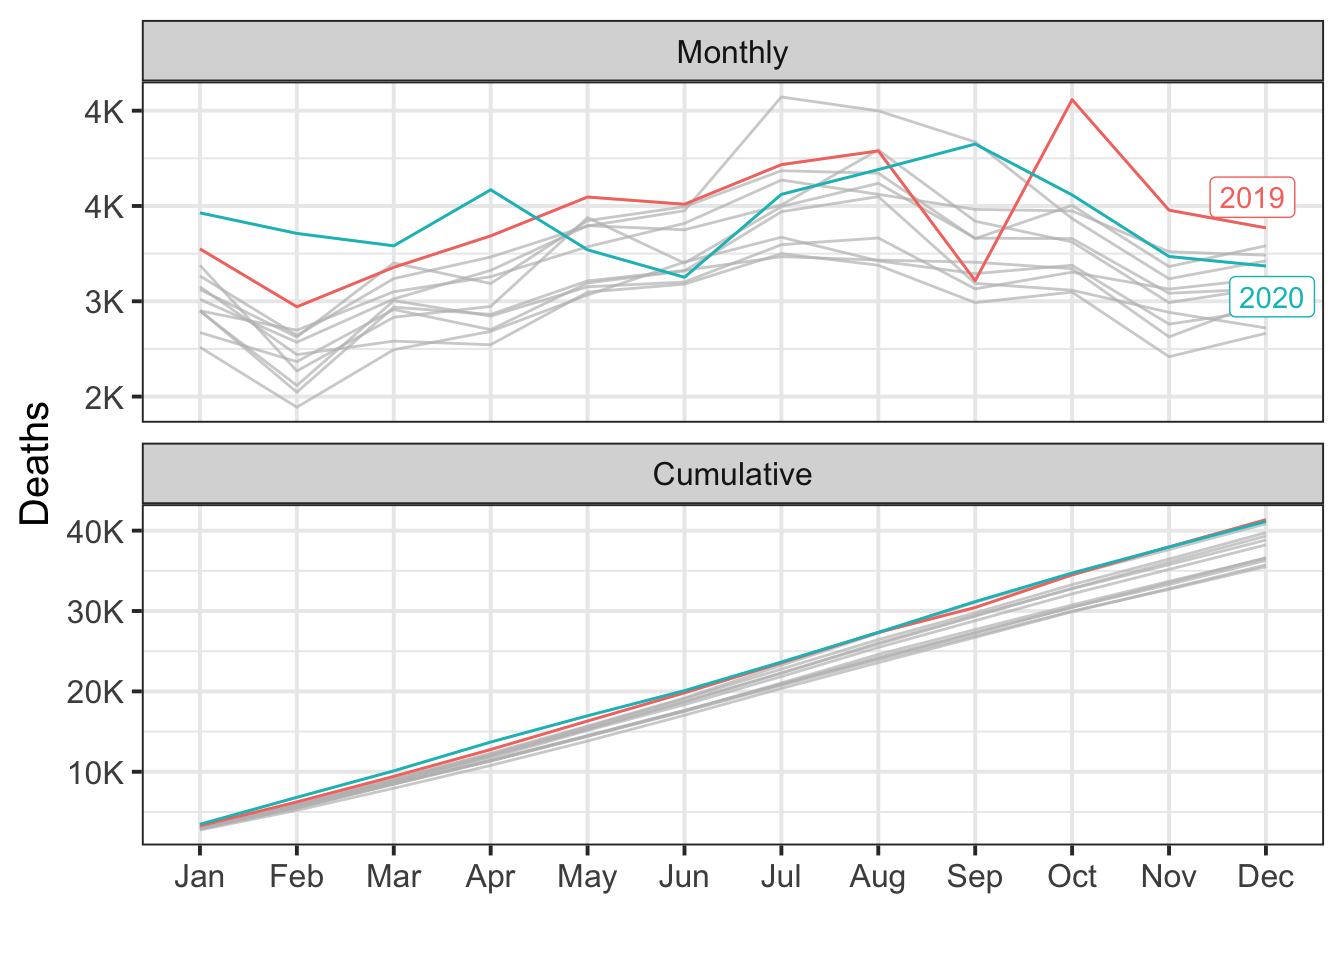 Monthly
4K
4K
3K
2K
2019
2020
Deaths
Cumulative
40K
30K
20K
10K
Jan Feb Mar Apr May Jun Jul Aug Sep Oct Nov Dec